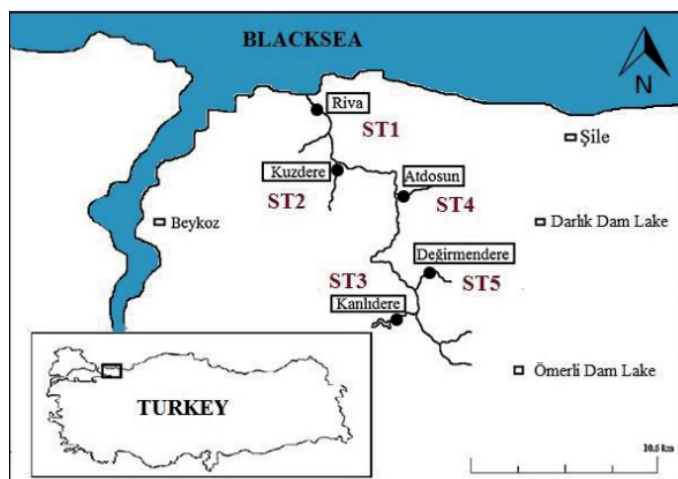 BLACKSEA
N
Riva
ST1
Şile
Kuzdere
ST2
Atdosun
ST4
Beykoz
Darlık Dam Lake
Değirmendere
ST3
ST5
Kanlıdere
Ömerli Dam Lake
TURKEY
10.6 km